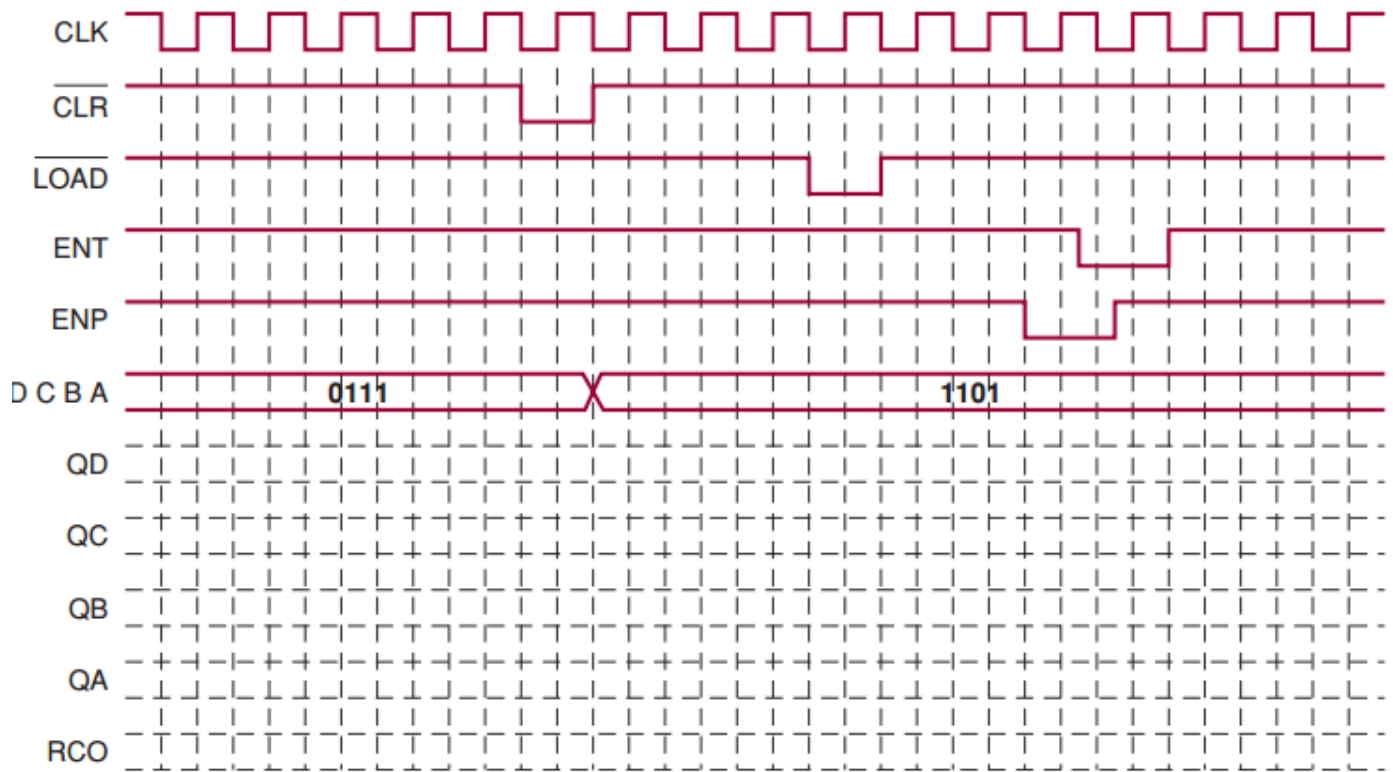 CLK
CLR
LOAD
ENT
ENP
D C B A 0111 1101
QD
QC
QB
QA
RCO